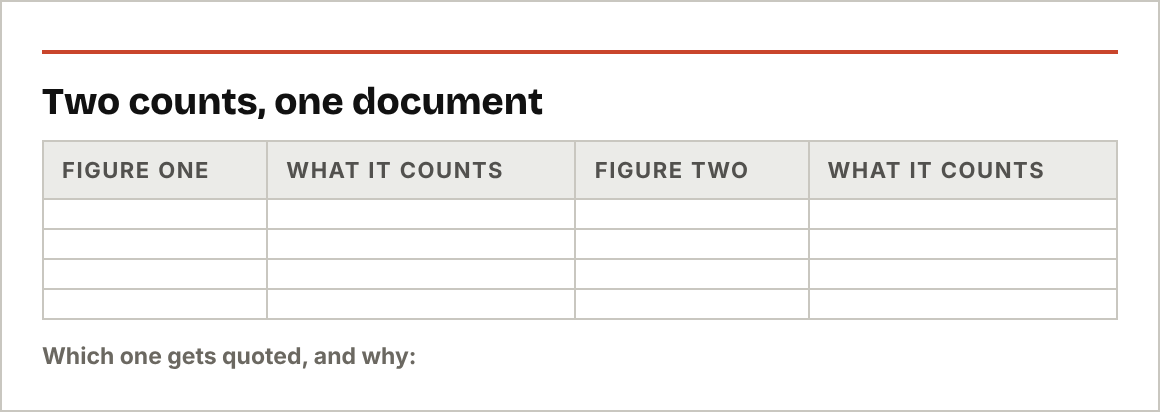 Two counts, one document
FIGURE ONE WHAT IT COUNTS FIGURE TWO WHAT IT COUNTS
Which one gets quoted, and why: